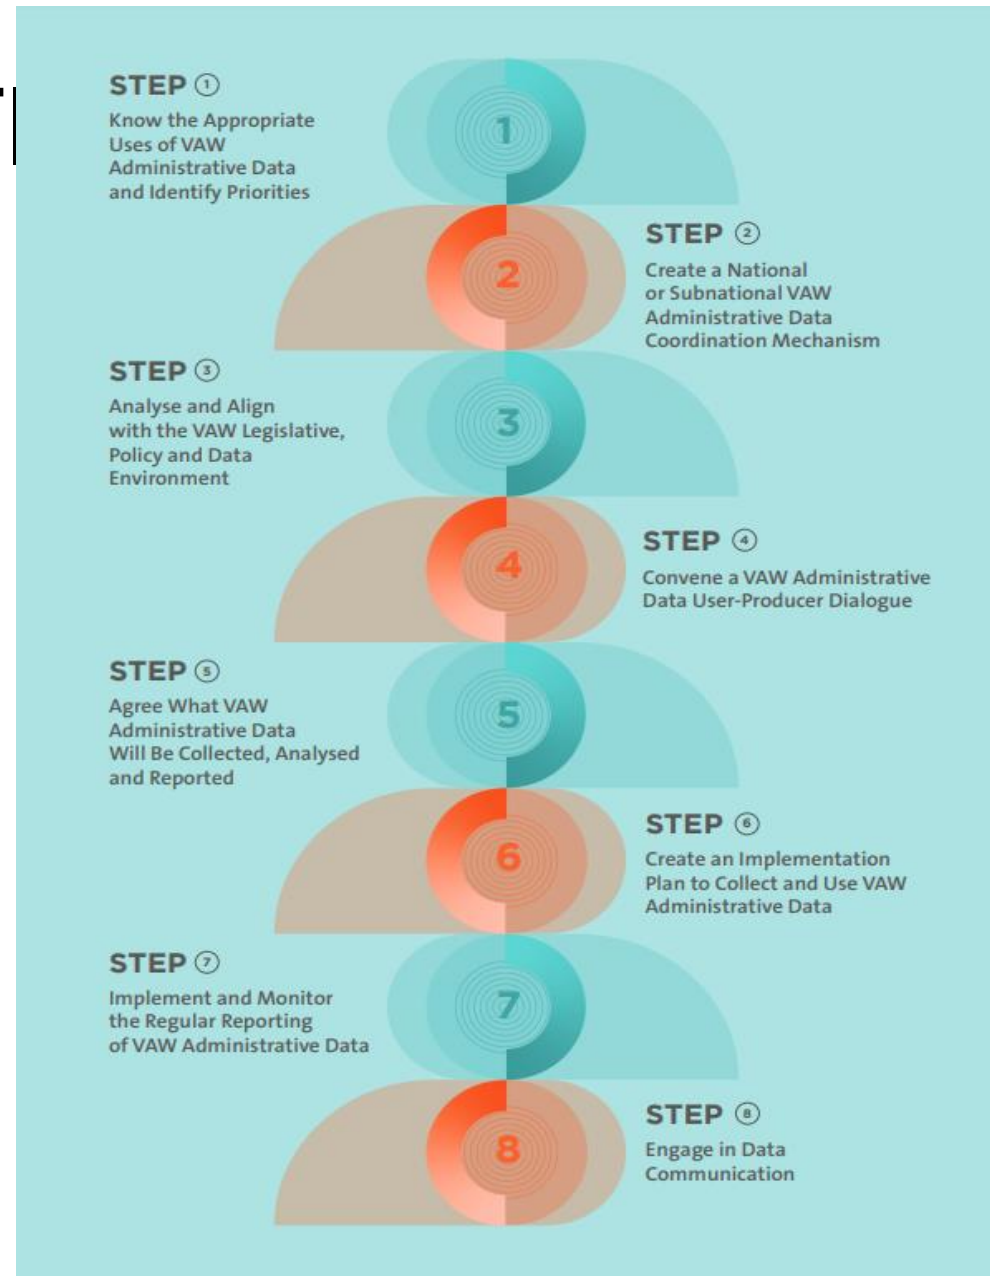 STEP 1
Know the Appropriate
Uses of VAW
Administrative Data
and Identify Priorities
1
2
STEP 2
Create a National
or Subnational VAW
Administrative Data
Coordination Mechanism
STEP 3
Analyse and Align
with the VAW Legislative,
Policy and Data
Environment
3
4
STEP 4
Convene a VAW Administrative
Data User-Producer Dialogue
STEP 5
Agree What VAW
Administrative Data
Will Be Collected, Analysed
and Reported
5
6
STEP 6
Create an Implementation
Plan to Collect and Use VAW
Administrative Data
STEP 7
Implement and Monitor
the Regular Reporting
of VAW Administrative Data
7
8
STEP 8
Engage in Data
Communication